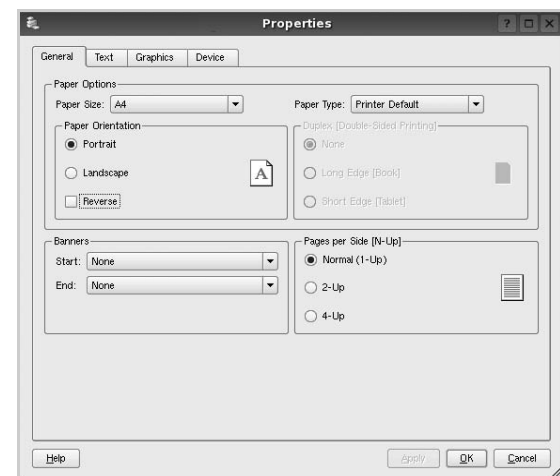 Properties
General Text Graphics Device
Paper Options
Paper Size: A4 Paper Type: Printer Default
Paper Orientation Duplex [Double-Sided Printing]
Portrait None
Landscape A Long Edge [Book]
Reverse Short Edge [Tablet]
Banners Pages per Side [N-Up]
Start: None Normal (1-Up)
End: None 2-Up
4-Up
Help Apply OK Cancel